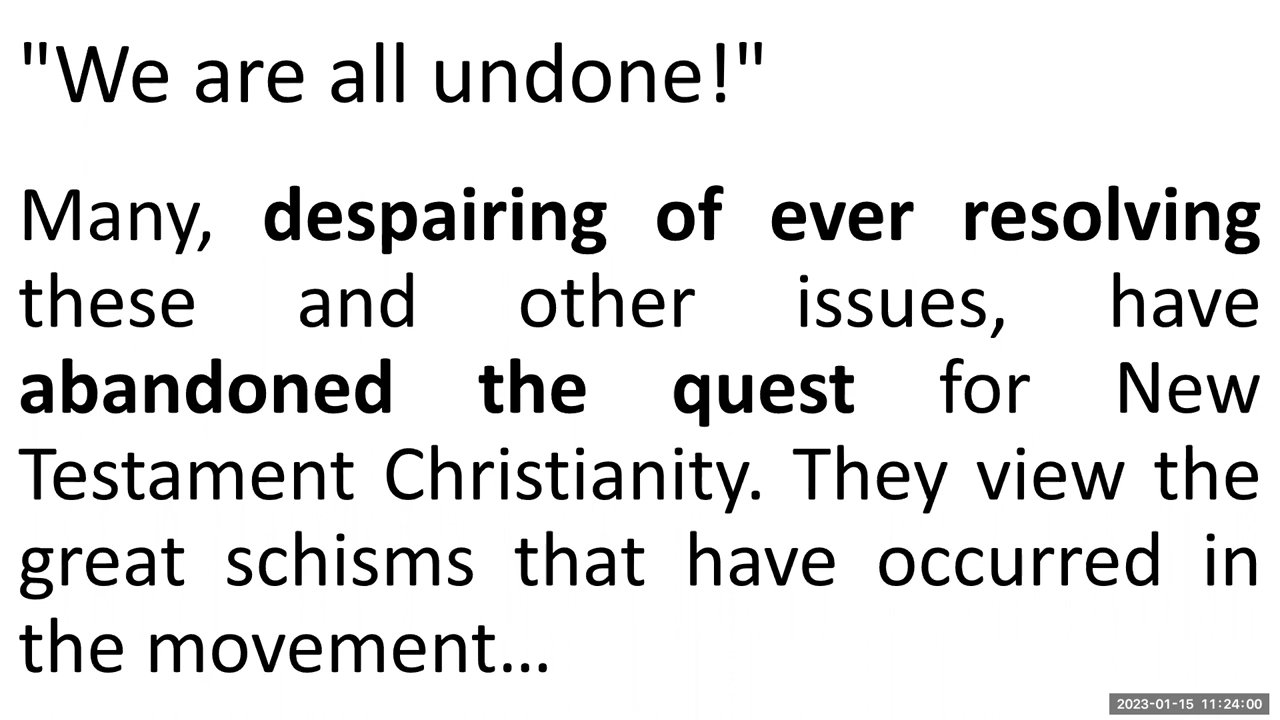 "We are all undone!"
Many, despairing of ever resolving
these and other issues, have
abandoned the quest for New
Testament Christianity. They view the
great schisms that have occurred in
the movement...
2023-01-15 11:24:00